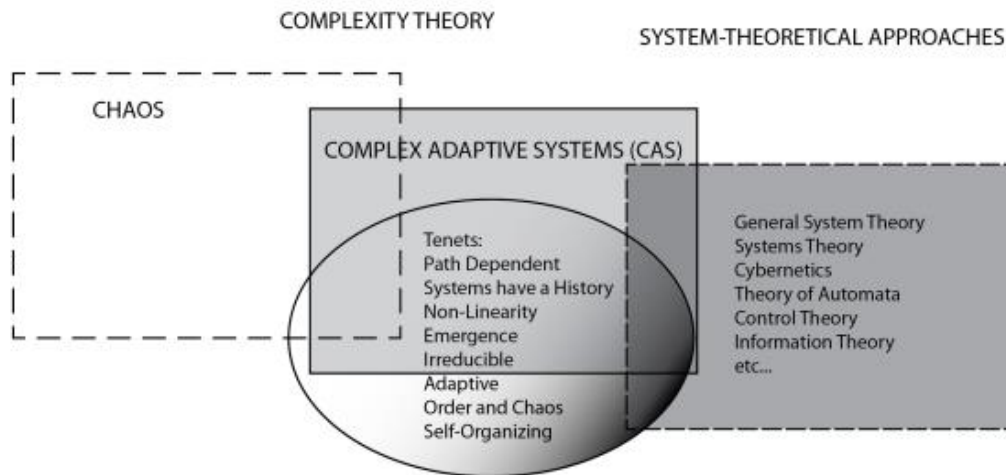 COMPLEXITY THEORY
SYSTEM-THEORETICAL APPROACHES
CHAOS
COMPLEX ADAPTIVE SYSTEMS (CAS)
Tenets:
Path Dependent
Systems have a History
Non-Linearity
Emergence
Irreducible
Adaptive
Order and Chaos
Self-Organizing
General System Theory
Systems Theory
Cybernetics
Theory of Automata
Control Theory
Information Theory
etc...